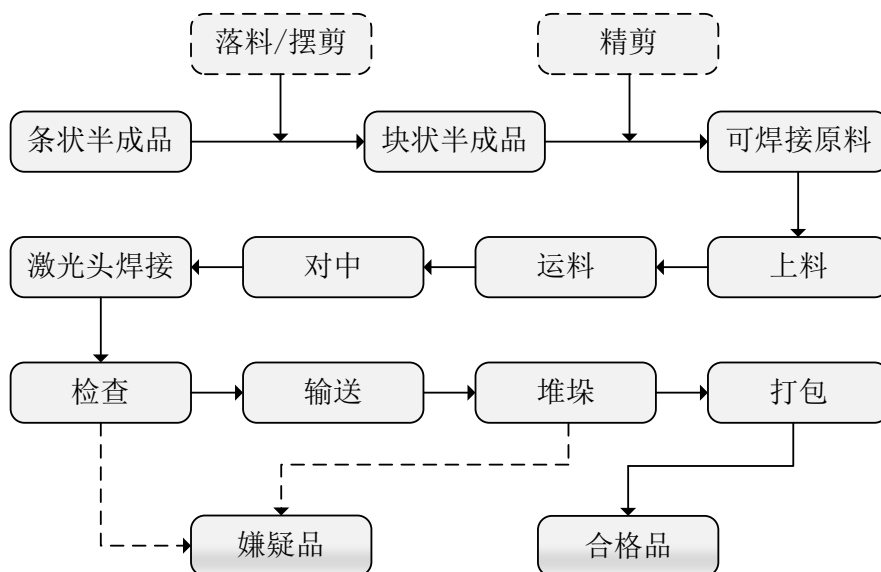 落料/摆剪
精剪
条状半成品
块状半成品
可焊接原料
激光头焊接
对中
运料
上料
检查
输送
堆垛
打包
嫌疑品
合格品